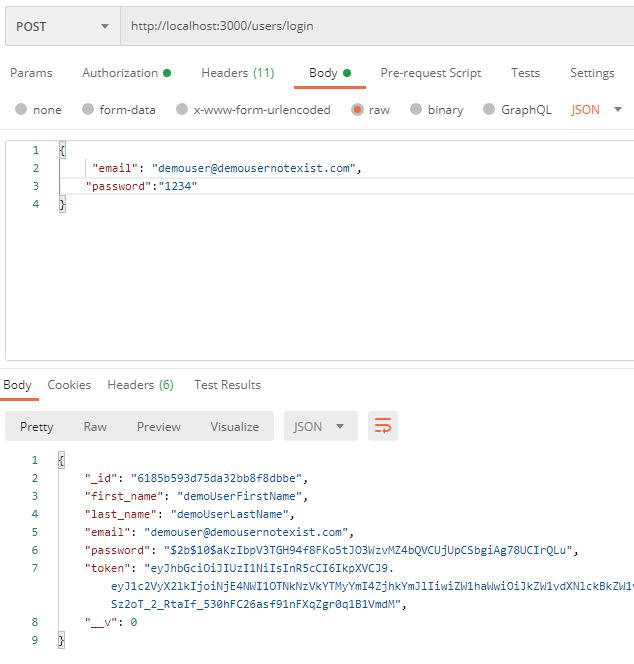 POST http://localhost:3000/users/login
Params Authorization Headers (11) Body Pre-request Script Tests Settings
none form-data x-www-form-urlencoded raw binary GraphQL JSON
1 {
2 "email": "demouser@demousernotexist.com",
3 "password":"1234"
4 }
Body Cookies Headers (6) Test Results
Pretty Raw Preview Visualize JSON
1 {
2 "_id": "6185b593d75da32bb8f8dbbe",
3 "first_name": "demoUserFirstName",
4 "last_name": "demoUserLastName",
5 "email": "demouser@demousernotexist.com",
6 "password": "$2b$10$aKzIbpV3TGH94f8FKo5tJO3WzvMZ4bQVCUjUpCSbgiAg78UCIrQLu",
7 "token": "eyJhbGciOiJIUzI1NiIsInR5cCI6IkpXVCJ9.
eyJ1c2VyX2lkIjoiNjE4NWI1OTNkNzVkYTMyYmI4ZjhkYmJlIiwiZW1haWwiOiJkZW1vdXNlckBkZW1v
Sz2oT_2_RtaIf_530hFC26asf91nFXqZgr0q1B1VmdM",
8 "__v": 0
9 }